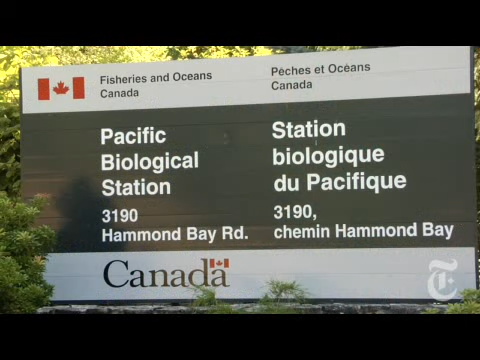 Fisheries and Oceans
Canada
Pêches et Océans
Canada
Pacific
Biological
Station
3190
Hammond Bay Rd.
Station
biologique
du Pacifique
3190,
chemin Hammond Bay
Canada
T